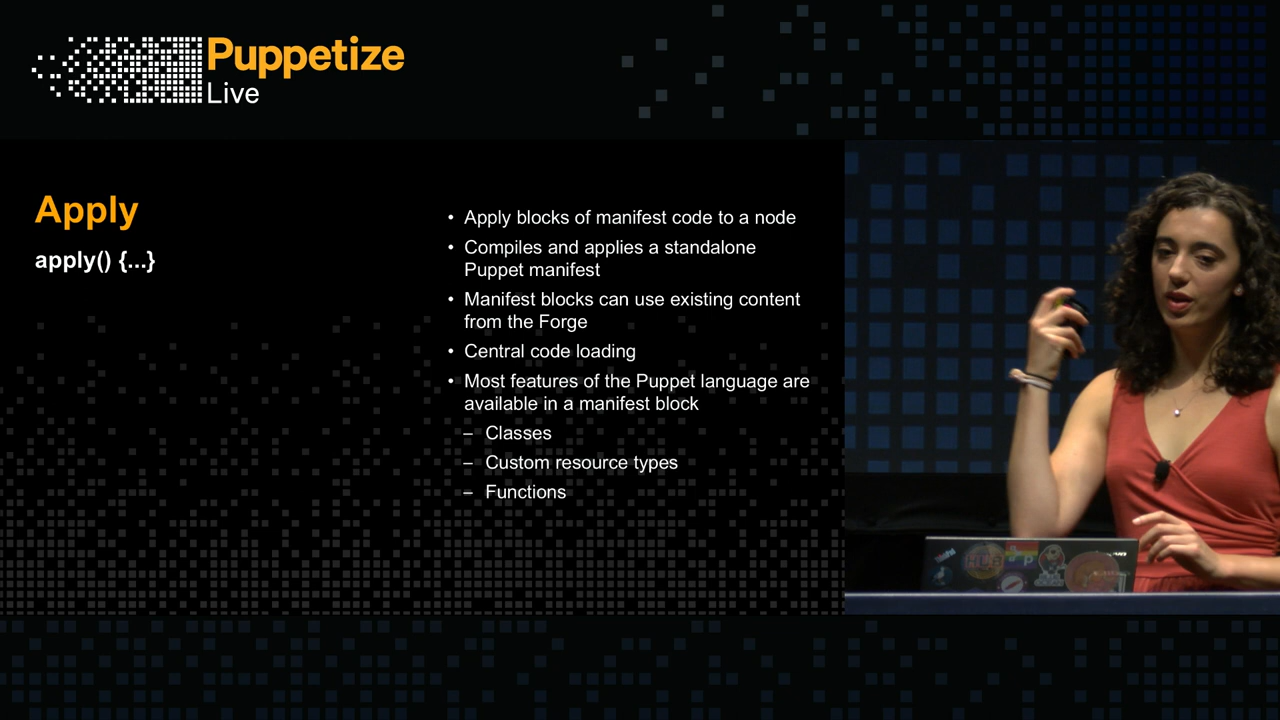 Puppetize
Live
Apply
apply() {...}
• Apply blocks of manifest code to a node
• Compiles and applies a standalone
Puppet manifest
• Manifest blocks can use existing content
from the Forge
• Central code loading
• Most features of the Puppet language are
available in a manifest block
– Classes
– Custom resource types
– Functions